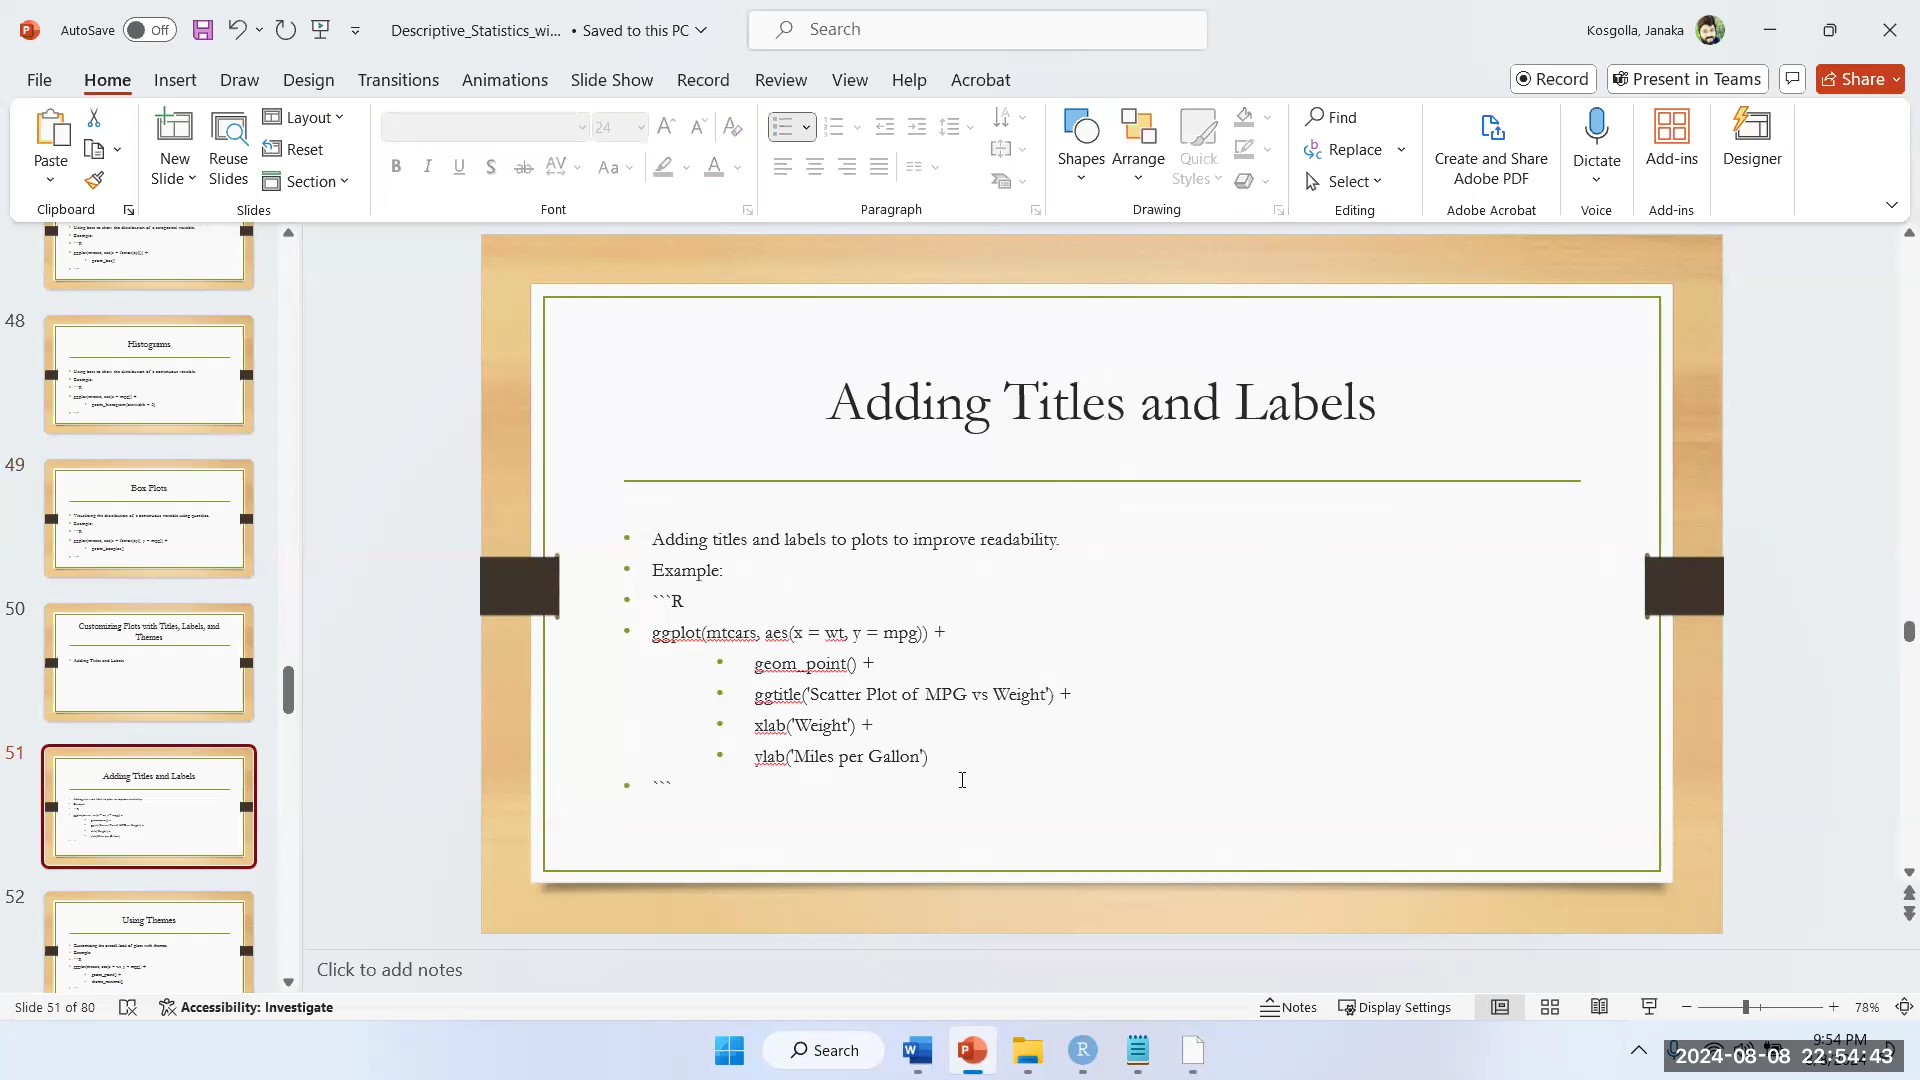 AutoSave Off
Descriptive_Statistics_wi... • Saved to this PC
Search
Kosgolla, Janaka
File Home Insert Draw Design Transitions Animations Slide Show Record Review View Help Acrobat
Record Present in Teams Share
Paste
New Slide
Reuse Slides
Layout
Reset
Section
24
Shapes
Arrange
Quick Styles
Find
Replace
Select
Create and Share Adobe PDF
Dictate
Add-ins
Designer
Clipboard Slides Font Paragraph Drawing Editing Adobe Acrobat Voice Add-ins
48
Histograms
49
Box Plots
50
Customizing Plots with Titles, Labels, and
Themes
Adding Titles and Labels
51
Adding Titles and Labels
52
Using Themes
Adding Titles and Labels
• Adding titles and labels to plots to improve readability.
• Example:
• ```R
• ggplot(mtcars, aes(x = wt, y = mpg)) +
• geom_point() +
• ggtitle('Scatter Plot of MPG vs Weight') +
• xlab('Weight') +
• ylab('Miles per Gallon')
• ```
Click to add notes
Slide 51 of 80 Accessibility: Investigate
Notes Display Settings 78%
Search
9:54 PM
2024-08-08 22:54:43